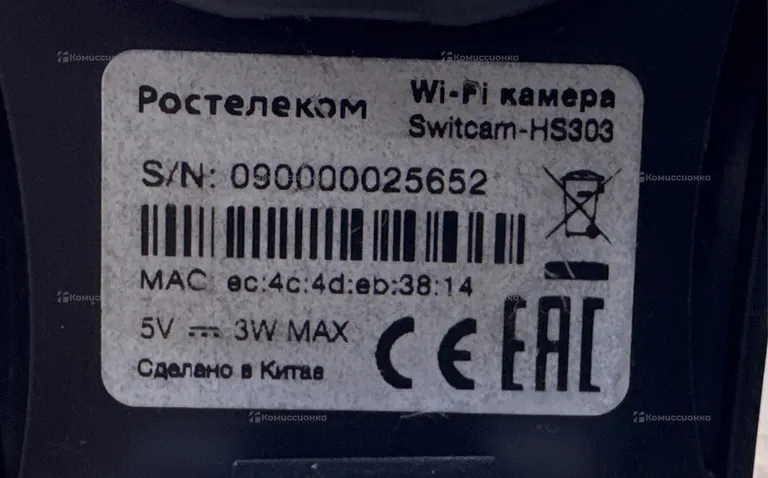 Ростелеком
Wi-Fi камера
Switcam-HS303
S/N: 090000025652
MAC: ec:4c:4d:eb:38:14
5V ⎓ 3W MAX
Сделано в Китае
CE EAC
Комиссионка
Комиссионка
Комиссионка
Комиссионка
Комиссионка
Комиссионка